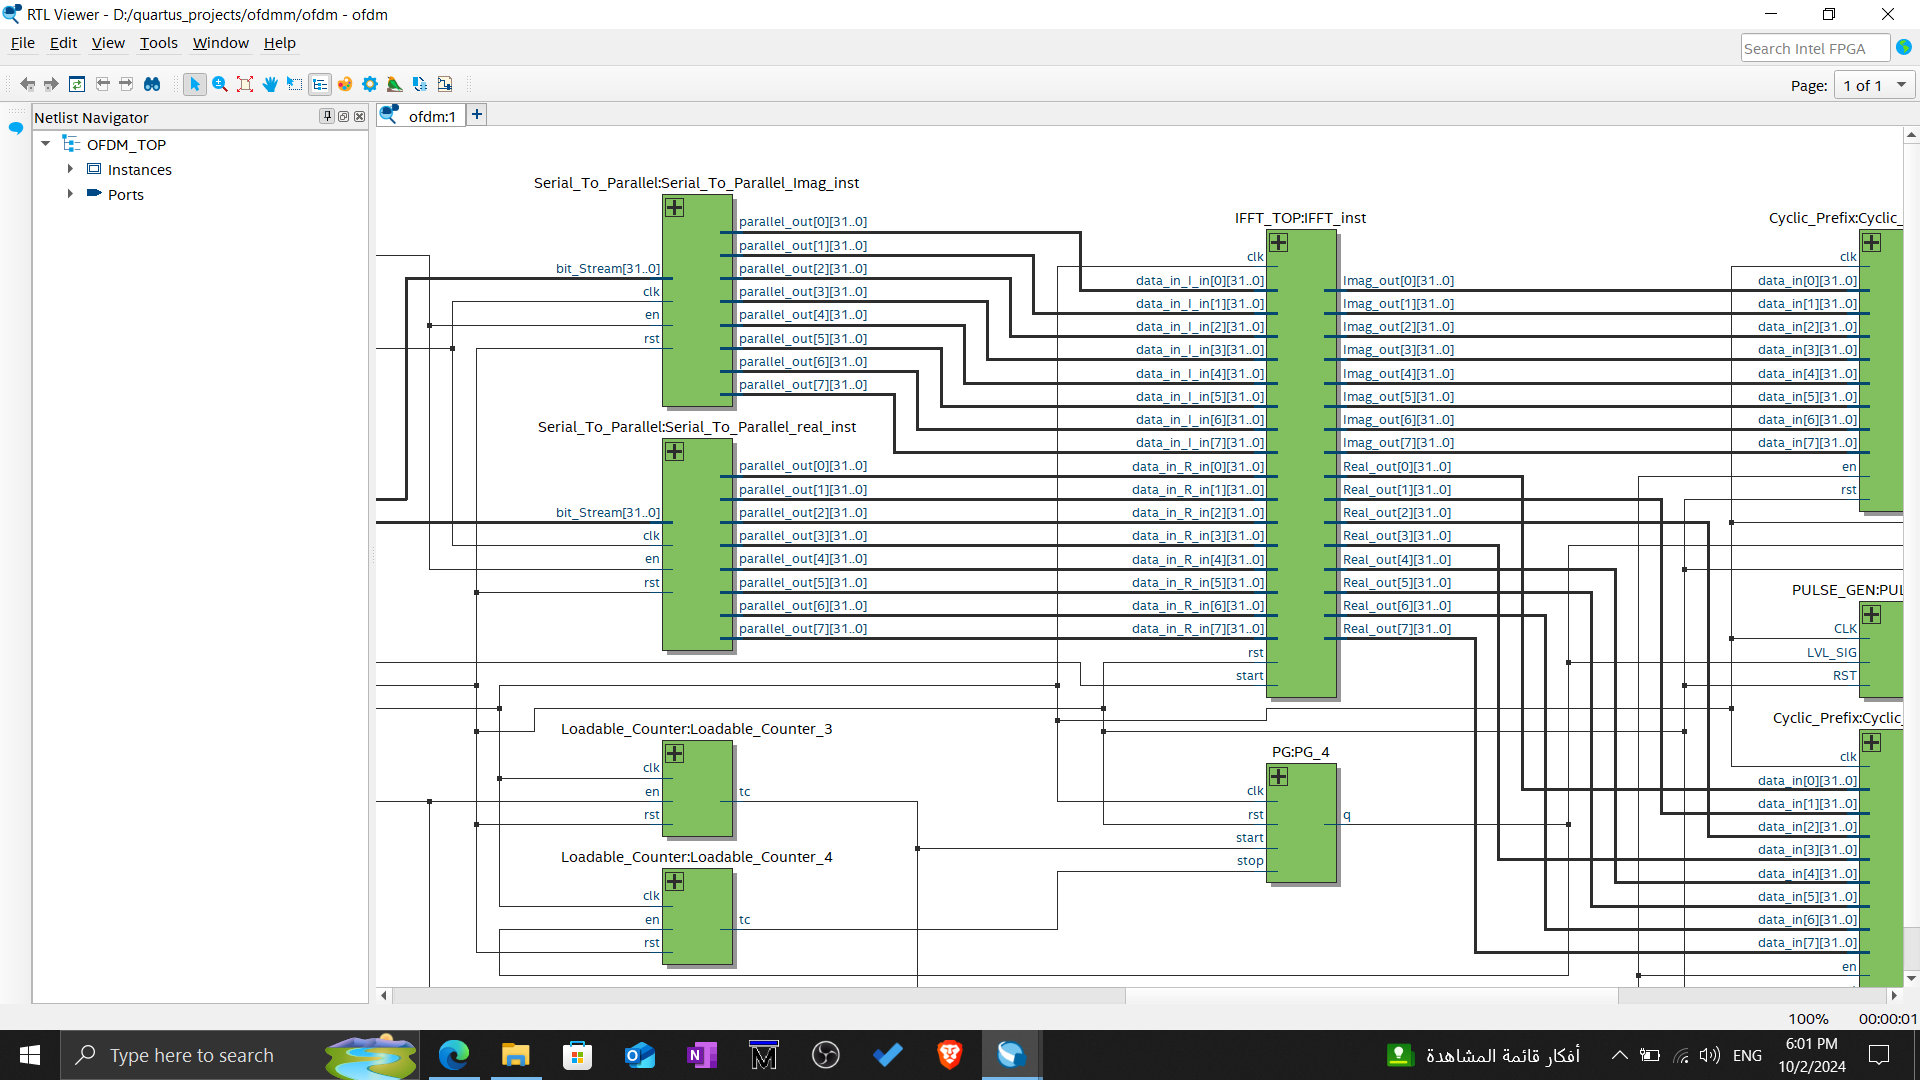 RTL Viewer - D:/quartus_projects/ofdmm/ofdm - ofdm
File Edit View Tools Window Help
Search Intel FPGA
Page: 1 of 1
Netlist Navigator
ofdm:1
OFDM_TOP
Instances
Ports
Serial_To_Parallel:Serial_To_Parallel_Imag_inst
bit_Stream[31..0]
clk
en
rst
parallel_out[0][31..0]
parallel_out[1][31..0]
parallel_out[2][31..0]
parallel_out[3][31..0]
parallel_out[4][31..0]
parallel_out[5][31..0]
parallel_out[6][31..0]
parallel_out[7][31..0]
Serial_To_Parallel:Serial_To_Parallel_real_inst
bit_Stream[31..0]
clk
en
rst
parallel_out[0][31..0]
parallel_out[1][31..0]
parallel_out[2][31..0]
parallel_out[3][31..0]
parallel_out[4][31..0]
parallel_out[5][31..0]
parallel_out[6][31..0]
parallel_out[7][31..0]
Loadable_Counter:Loadable_Counter_3
clk
en
rst
tc
Loadable_Counter:Loadable_Counter_4
clk
en
rst
tc
IFFT_TOP:IFFT_inst
clk
data_in_I_in[0][31..0]
data_in_I_in[1][31..0]
data_in_I_in[2][31..0]
data_in_I_in[3][31..0]
data_in_I_in[4][31..0]
data_in_I_in[5][31..0]
data_in_I_in[6][31..0]
data_in_I_in[7][31..0]
data_in_R_in[0][31..0]
data_in_R_in[1][31..0]
data_in_R_in[2][31..0]
data_in_R_in[3][31..0]
data_in_R_in[4][31..0]
data_in_R_in[5][31..0]
data_in_R_in[6][31..0]
data_in_R_in[7][31..0]
rst
start
Imag_out[0][31..0]
Imag_out[1][31..0]
Imag_out[2][31..0]
Imag_out[3][31..0]
Imag_out[4][31..0]
Imag_out[5][31..0]
Imag_out[6][31..0]
Imag_out[7][31..0]
Real_out[0][31..0]
Real_out[1][31..0]
Real_out[2][31..0]
Real_out[3][31..0]
Real_out[4][31..0]
Real_out[5][31..0]
Real_out[6][31..0]
Real_out[7][31..0]
PG:PG_4
clk
rst
start
stop
q
Cyclic_Prefix:Cyclic_
clk
data_in[0][31..0]
data_in[1][31..0]
data_in[2][31..0]
data_in[3][31..0]
data_in[4][31..0]
data_in[5][31..0]
data_in[6][31..0]
data_in[7][31..0]
en
rst
PULSE_GEN:PUL
CLK
LVL_SIG
RST
Cyclic_Prefix:Cyclic_
clk
data_in[0][31..0]
data_in[1][31..0]
data_in[2][31..0]
data_in[3][31..0]
data_in[4][31..0]
data_in[5][31..0]
data_in[6][31..0]
data_in[7][31..0]
en
100% 00:00:01
Type here to search
أفكار قائمة المشاهدة
ENG
6:01 PM
10/2/2024